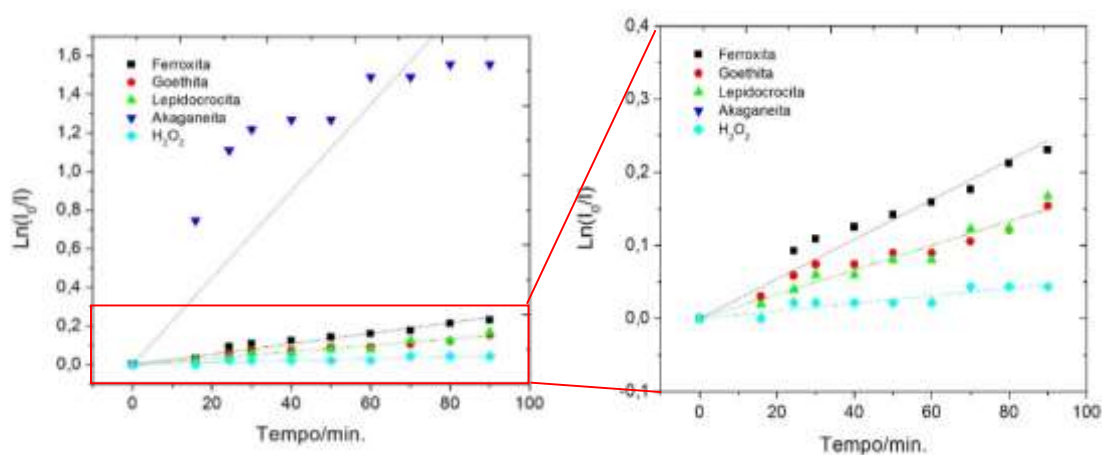 1,6
1,4
1,2
1,0
0,8
0,6
0,4
0,2
0,0
Ln(I₀/I)
Ferroxita
Goethita
Lepidocrocita
Akaganeita
H₂O₂
0 20 40 60 80 100
Tempo/min.
0,4
0,3
0,2
0,1
0,0
-0,1
Ln(I₀/I)
Ferroxita
Goethita
Lepidocrocita
Akaganeita
H₂O₂
0 20 40 60 80 100
Tempo/min.